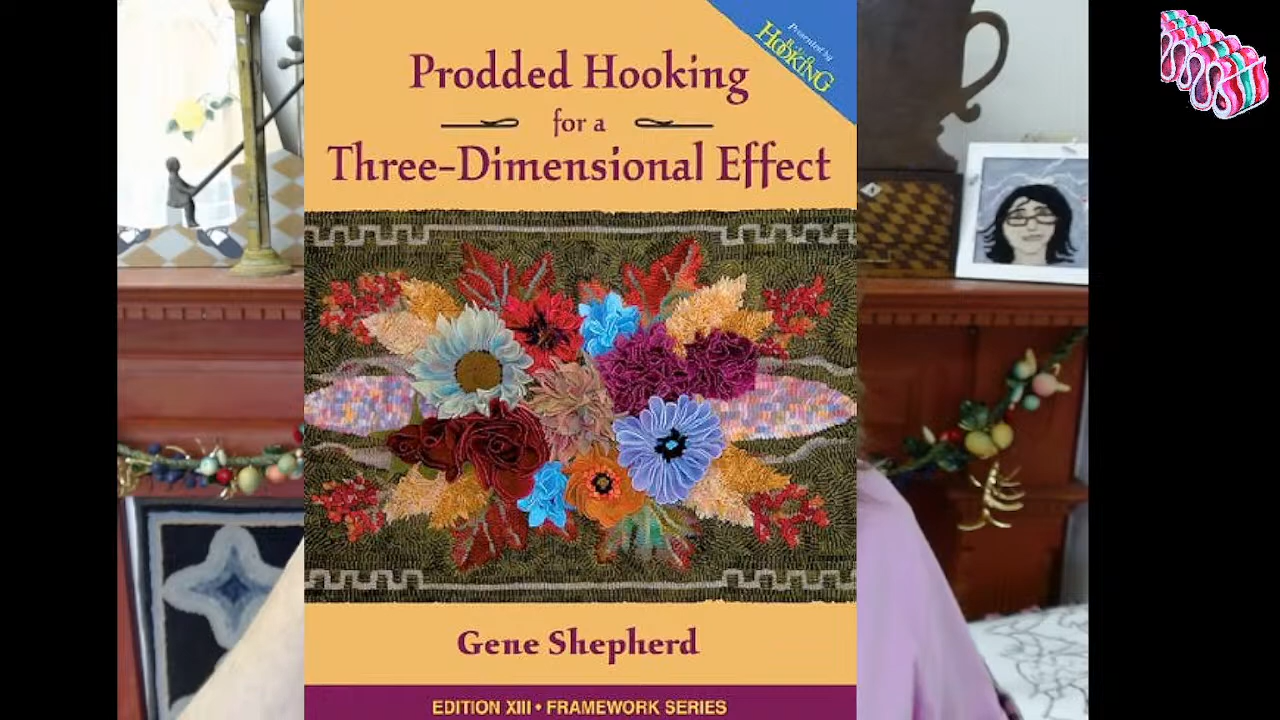 Presented by
HOOKING
Prodded Hooking
for a
Three-Dimensional Effect
Gene Shepherd
EDITION XIII • FRAMEWORK SERIES